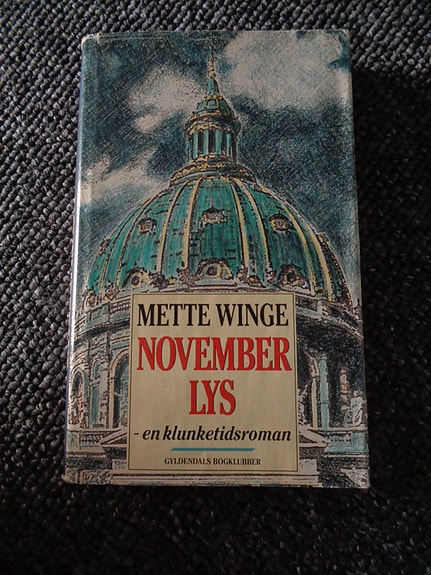 METTE WINGE
NOVEMBER
LYS
- en klunketidsroman
GYLDENDALS BOGKLUBBER